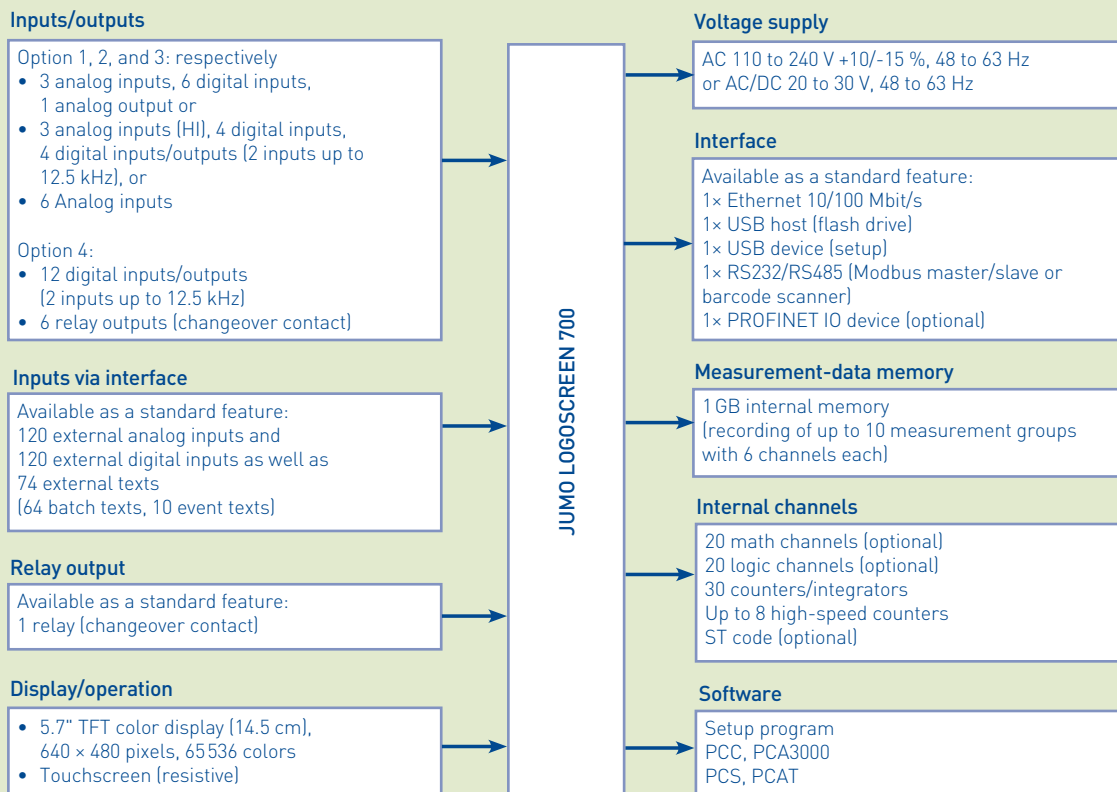 Inputs/outputs
Option 1, 2, and 3: respectively
• 3 analog inputs, 6 digital inputs,
1 analog output or
• 3 analog inputs (HI), 4 digital inputs,
4 digital inputs/outputs (2 inputs up to
12.5 kHz), or
• 6 Analog inputs
Option 4:
• 12 digital inputs/outputs
(2 inputs up to 12.5 kHz)
• 6 relay outputs (changeover contact)
Inputs via interface
Available as a standard feature:
120 external analog inputs and
120 external digital inputs as well as
74 external texts
(64 batch texts, 10 event texts)
Relay output
Available as a standard feature:
1 relay (changeover contact)
Display/operation
• 5.7" TFT color display (14.5 cm),
640 × 480 pixels, 65536 colors
• Touchscreen (resistive)
JUMO LOGOSCREEN 700
Voltage supply
AC 110 to 240 V +10/-15 %, 48 to 63 Hz
or AC/DC 20 to 30 V, 48 to 63 Hz
Interface
Available as a standard feature:
1× Ethernet 10/100 Mbit/s
1× USB host (flash drive)
1× USB device (setup)
1× RS232/RS485 (Modbus master/slave or
barcode scanner)
1× PROFINET IO device (optional)
Measurement-data memory
1 GB internal memory
(recording of up to 10 measurement groups
with 6 channels each)
Internal channels
20 math channels (optional)
20 logic channels (optional)
30 counters/integrators
Up to 8 high-speed counters
ST code (optional)
Software
Setup program
PCC, PCA3000
PCS, PCAT